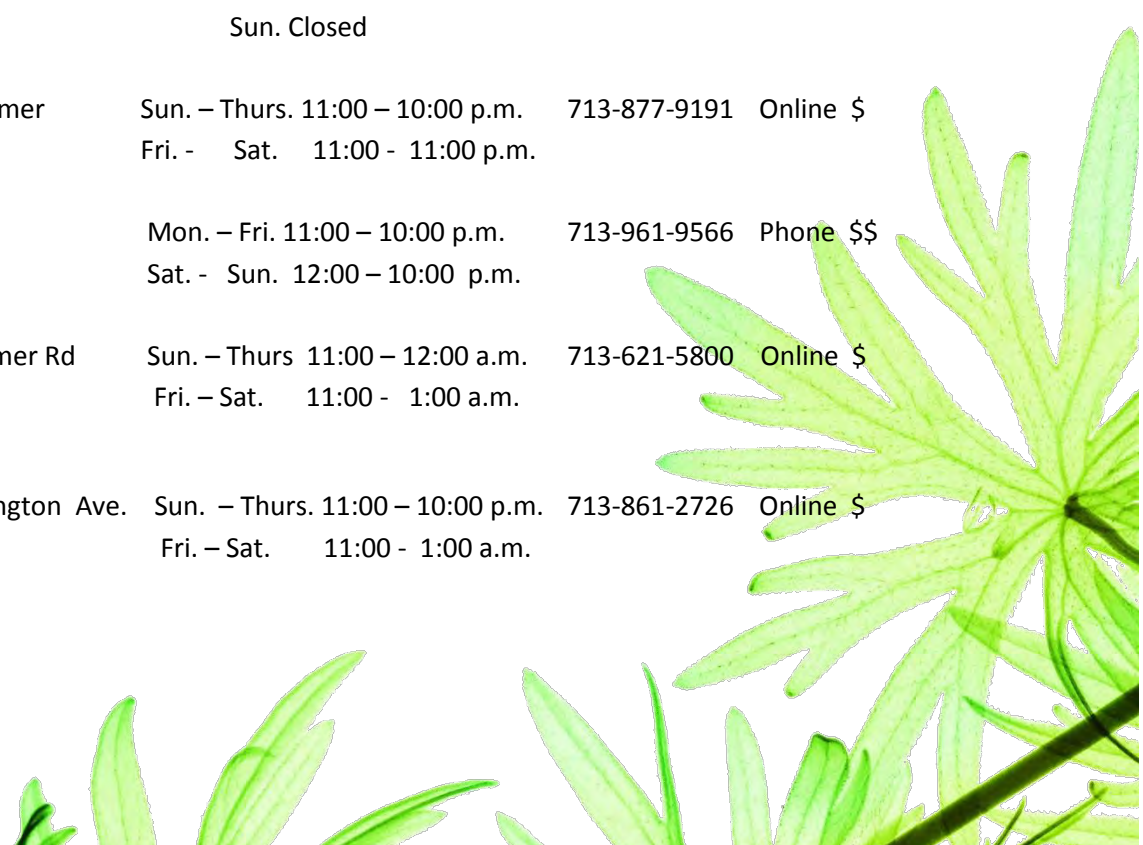 Sun. Closed
mer Sun. – Thurs. 11:00 – 10:00 p.m. 713-877-9191 Online $
Fri. - Sat. 11:00 - 11:00 p.m.
Mon. – Fri. 11:00 – 10:00 p.m. 713-961-9566 Phone $$
Sat. - Sun. 12:00 – 10:00 p.m.
mer Rd Sun. – Thurs 11:00 – 12:00 a.m. 713-621-5800 Online $
Fri. – Sat. 11:00 - 1:00 a.m.
ngton Ave. Sun. – Thurs. 11:00 – 10:00 p.m. 713-861-2726 Online $
Fri. – Sat. 11:00 - 1:00 a.m.